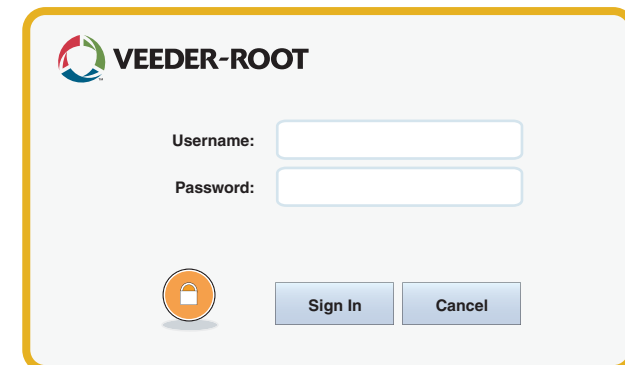 VEEDER-ROOT
Username:
Password:
Sign In
Cancel